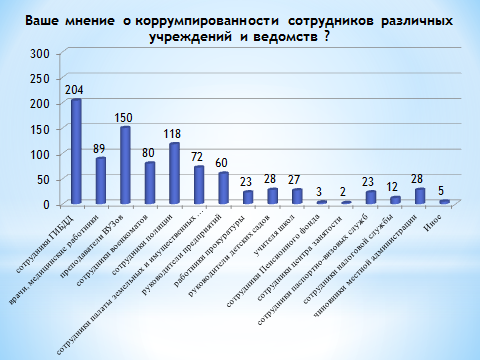 Ваше мнение о коррумпированности сотрудников различных
учреждений и ведомств ?
300
250
200
150
100
50
0
204
89
150
80
118
72
60
23
28
27
3
2
23
12
28
5
сотрудники ГИБДД
врачи, медицинские работники
преподаватели ВУЗов
сотрудники военкоматов
сотрудники полиции
сотрудники палаты земельных и имущественных …
руководители предприятий
работники прокуратуры
руководители детских садов
учителя школ
сотрудники Пенсионного фонда
сотрудники центра занятости
сотрудники паспортно-визовых служб
сотрудники налоговой службы
чиновники местной администрации
Иное